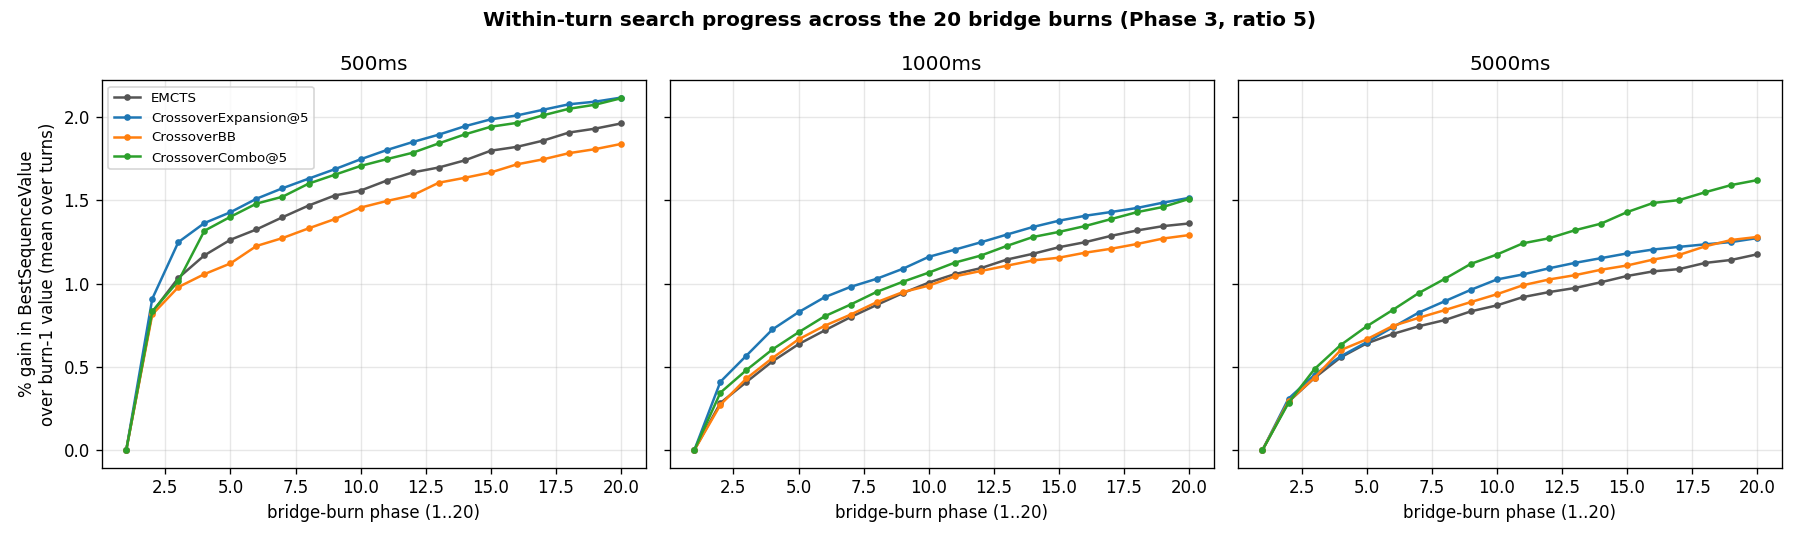 Within-turn search progress across the 20 bridge burns (Phase 3, ratio 5)
500ms
1000ms
5000ms
EMCTS
CrossoverExpansion@5
CrossoverBB
CrossoverCombo@5
% gain in BestSequenceValue
over burn-1 value (mean over turns)
2.0
1.5
1.0
0.5
0.0
2.5 5.0 7.5 10.0 12.5 15.0 17.5 20.0
2.5 5.0 7.5 10.0 12.5 15.0 17.5 20.0
2.5 5.0 7.5 10.0 12.5 15.0 17.5 20.0
bridge-burn phase (1..20)
bridge-burn phase (1..20)
bridge-burn phase (1..20)